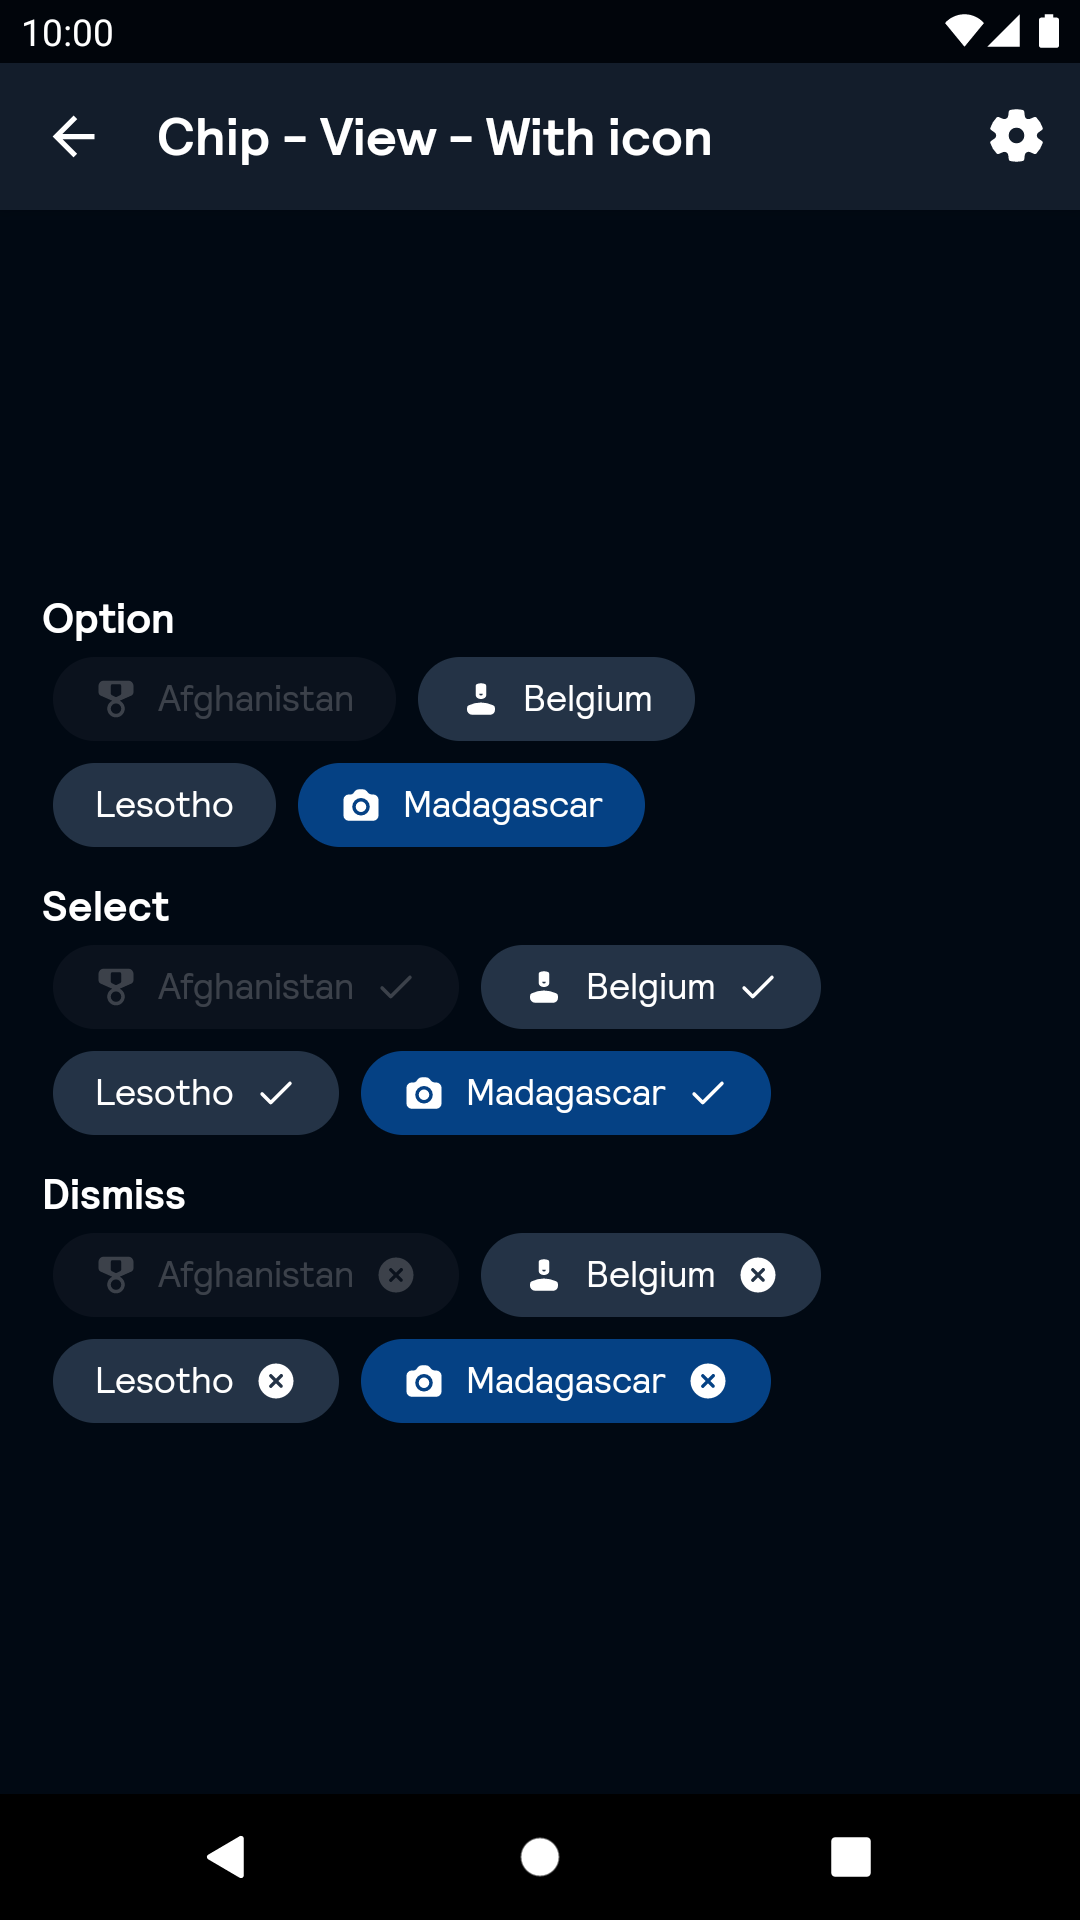 10:00
Chip - View - With icon
Option
Afghanistan Belgium
Lesotho Madagascar
Select
Afghanistan Belgium
Lesotho Madagascar
Dismiss
Afghanistan Belgium
Lesotho Madagascar